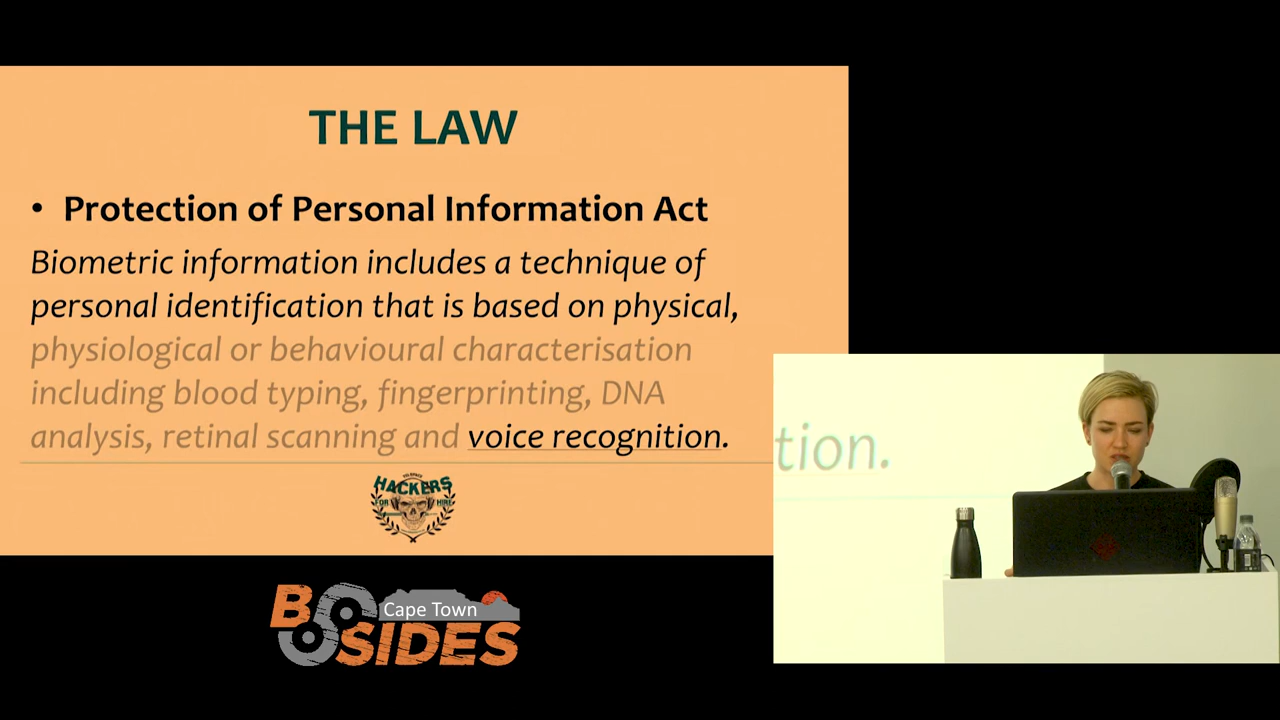 THE LAW
• Protection of Personal Information Act
Biometric information includes a technique of
personal identification that is based on physical,
physiological or behavioural characterisation
including blood typing, fingerprinting, DNA
analysis, retinal scanning and voice recognition.
HACKERS
FOR HIRE
tion.
Cape Town
BSIDES